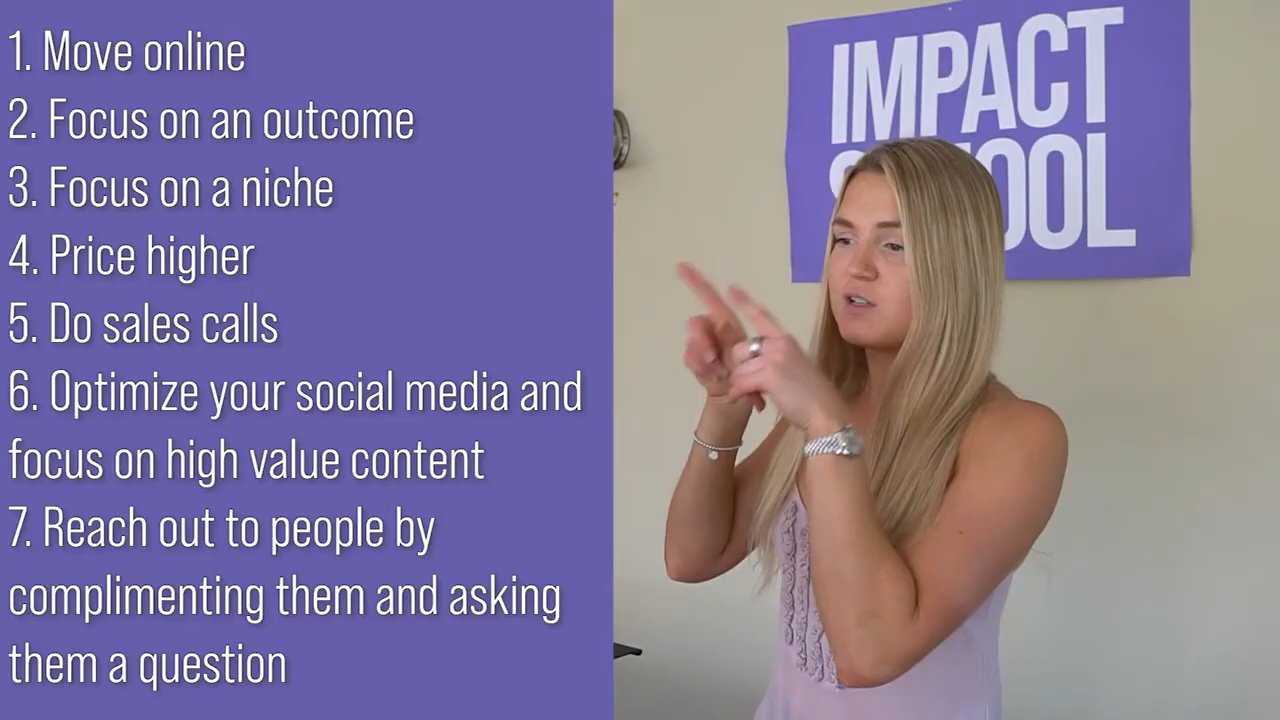 1. Move online
2. Focus on an outcome
3. Focus on a niche
4. Price higher
5. Do sales calls
6. Optimize your social media and
focus on high value content
7. Reach out to people by
complimenting them and asking
them a question
IMPACT
SCHOOL